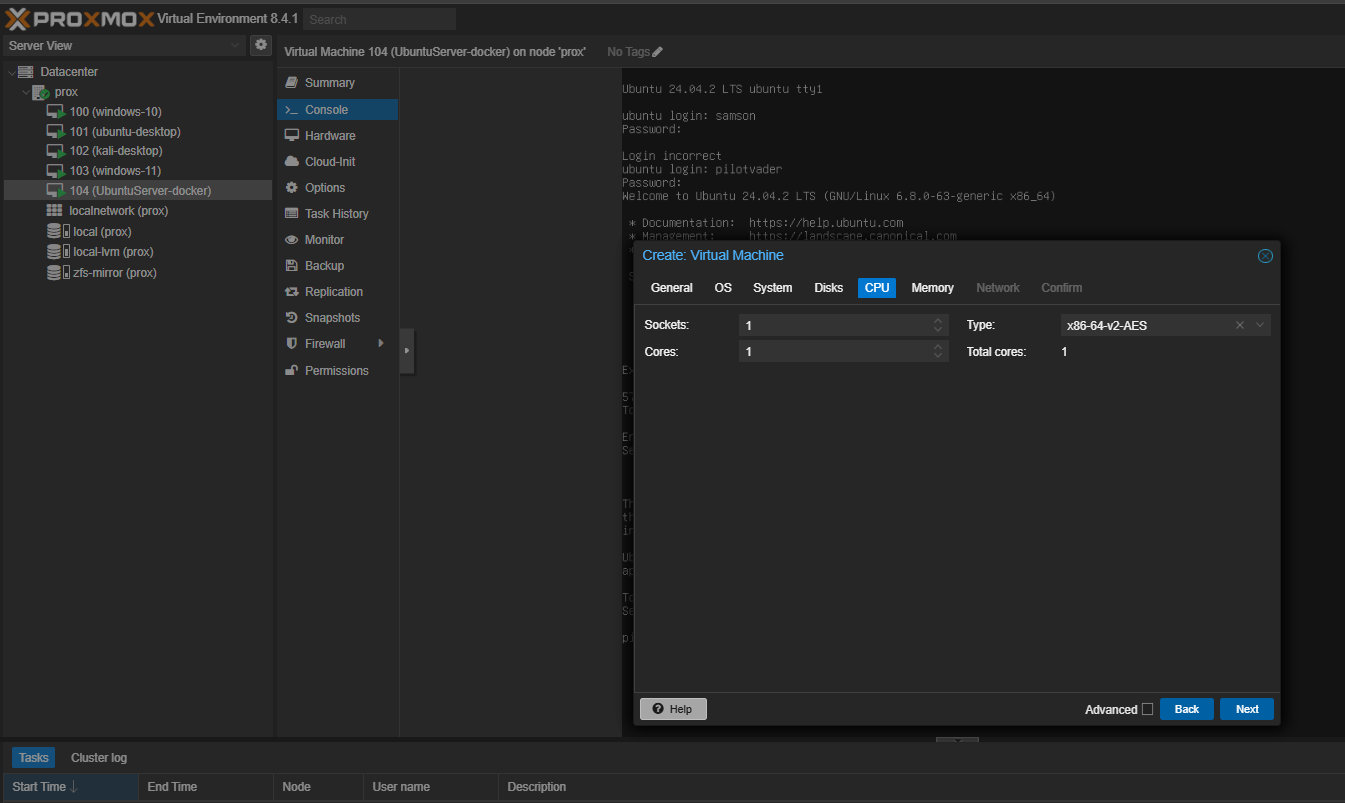 PROXMOX Virtual Environment 8.4.1 Search
Server View
Virtual Machine 104 (UbuntuServer-docker) on node 'prox' No Tags
Datacenter
prox
100 (windows-10)
101 (ubuntu-desktop)
102 (kali-desktop)
103 (windows-11)
104 (UbuntuServer-docker)
localnetwork (prox)
local (prox)
local-lvm (prox)
zfs-mirror (prox)
Summary
>_ Console
Hardware
Cloud-Init
Options
Task History
Monitor
Backup
Replication
Snapshots
Firewall
Permissions
Ubuntu 24.04.2 LTS ubuntu tty1
ubuntu login: samson
Password:
Login incorrect
ubuntu login: pilotvader
Password:
Welcome to Ubuntu 24.04.2 LTS (GNU/Linux 6.8.0-63-generic x86_64)
* Documentation: https://help.ubuntu.com
* Management: https://landscape.canonical.com
Create: Virtual Machine
General OS System Disks CPU Memory Network Confirm
Sockets: 1 Type: x86-64-v2-AES
Cores: 1 Total cores: 1
Help Advanced Back Next
Tasks Cluster log
Start Time End Time Node User name Description